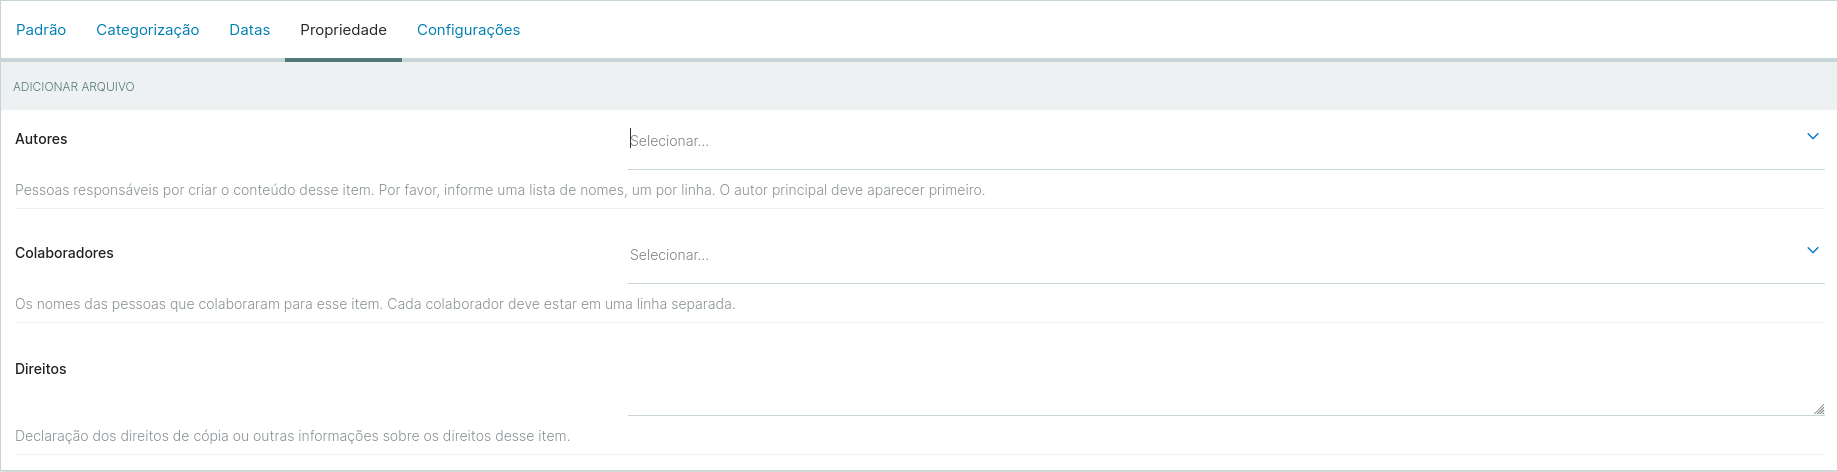 Padrão Categorização Datas Propriedade Configurações
ADICIONAR ARQUIVO
Autores Selecionar...
Pessoas responsáveis por criar o conteúdo desse item. Por favor, informe uma lista de nomes, um por linha. O autor principal deve aparecer primeiro.
Colaboradores Selecionar...
Os nomes das pessoas que colaboraram para esse item. Cada colaborador deve estar em uma linha separada.
Direitos
Declaração dos direitos de cópia ou outras informações sobre os direitos desse item.